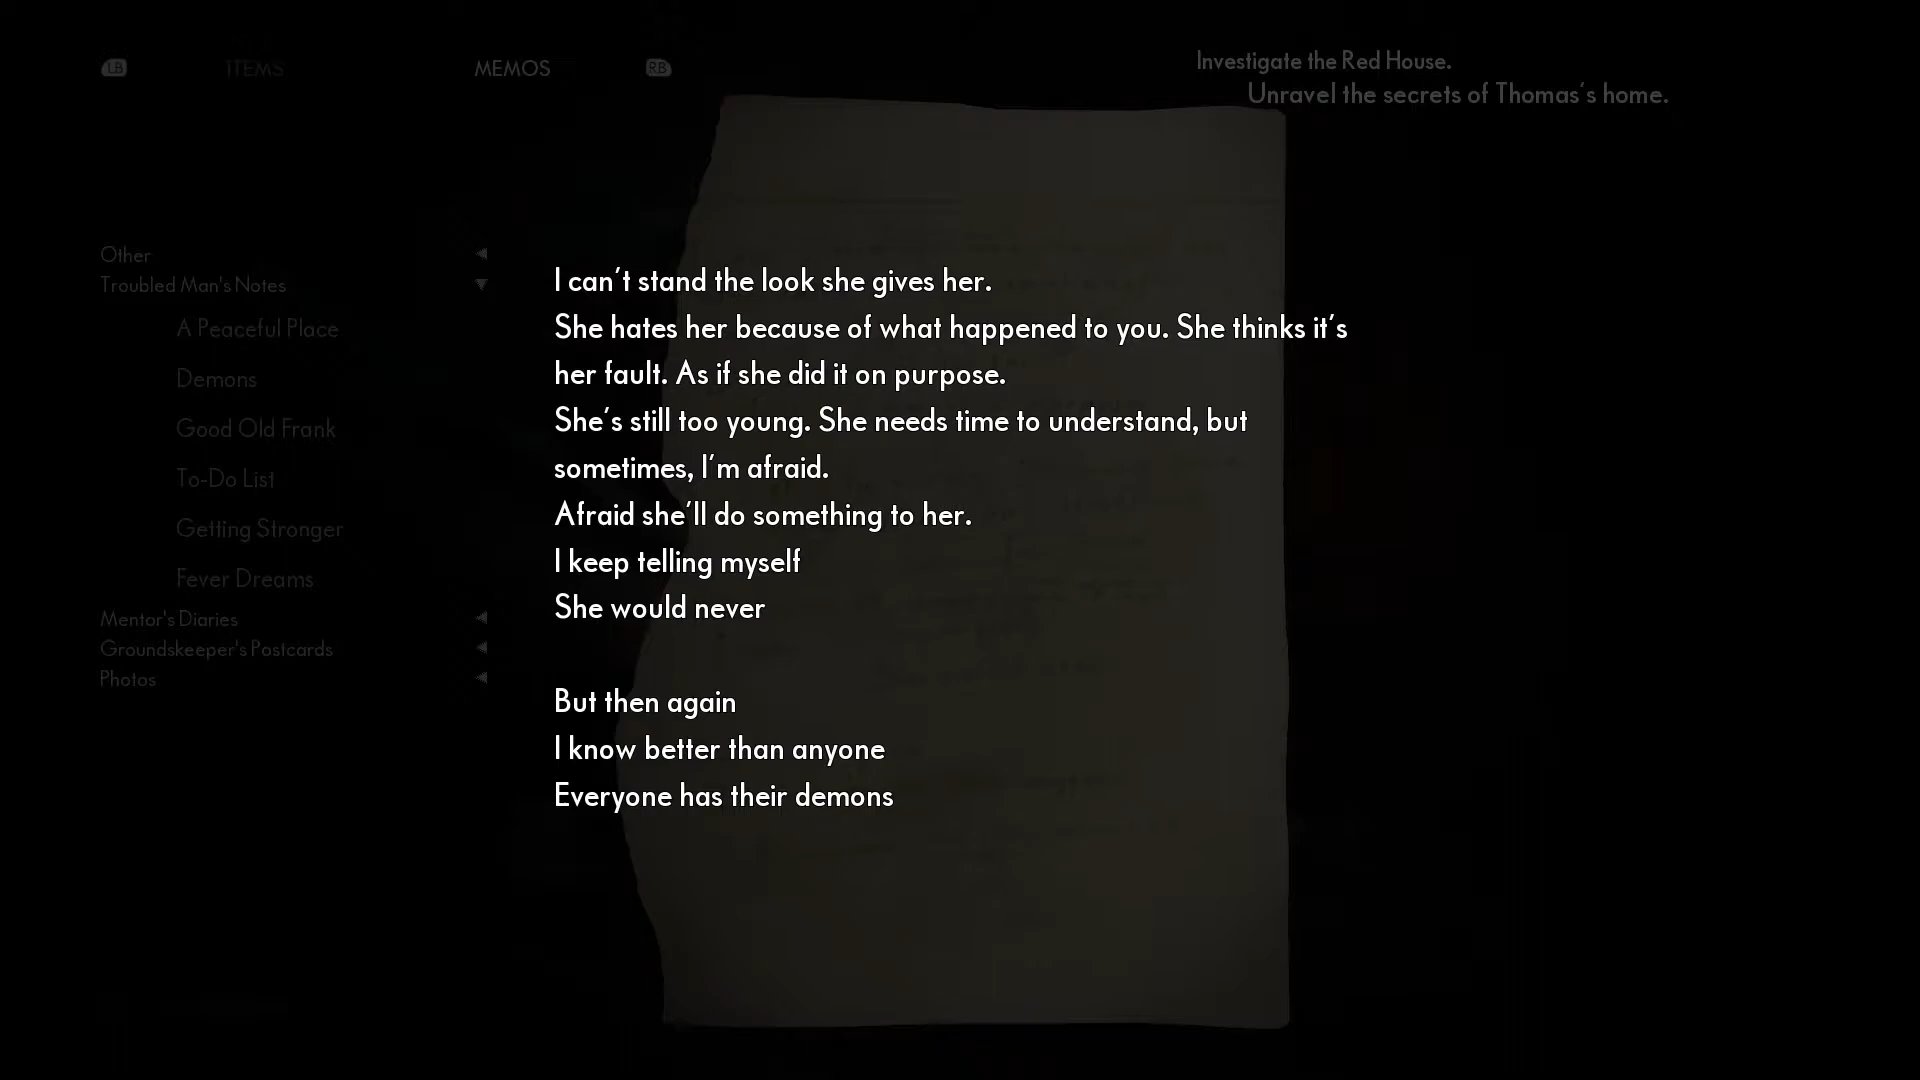 LB
ITEMS
MEMOS
RB
Investigate the Red House.
Unravel the secrets of Thomas's home.
Other
Troubled Man's Notes
A Peaceful Place
Demons
Good Old Frank
To-Do List
Getting Stronger
Fever Dreams
Mentor's Diaries
Groundskeeper's Postcards
Photos
I can't stand the look she gives her.
She hates her because of what happened to you. She thinks it's
her fault. As if she did it on purpose.
She's still too young. She needs time to understand, but
sometimes, I'm afraid.
Afraid she'll do something to her.
I keep telling myself
She would never
But then again
I know better than anyone
Everyone has their demons